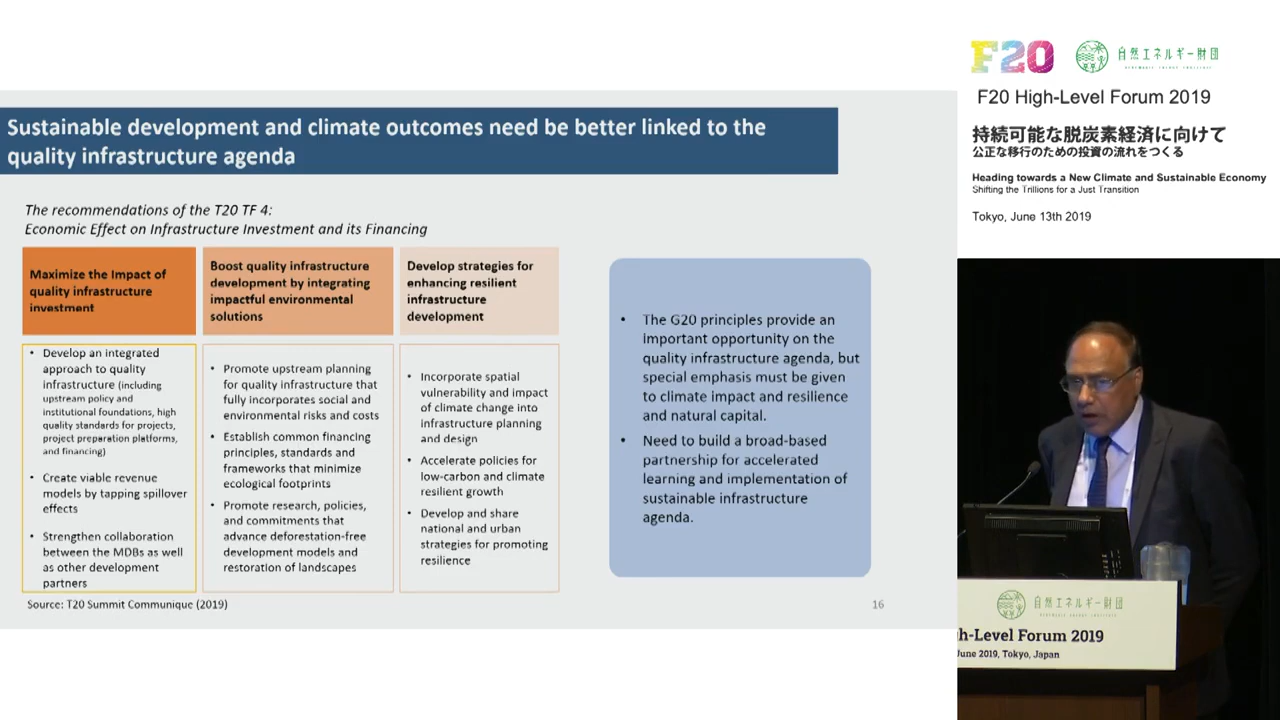 Sustainable development and climate outcomes need be better linked to the
quality infrastructure agenda
The recommendations of the T20 TF 4:
Economic Effect on Infrastructure Investment and its Financing
Maximize the Impact of
quality infrastructure
investment
• Develop an integrated
approach to quality
infrastructure (including
upstream policy and
institutional foundations, high
quality standards for projects,
project preparation platforms,
and financing)
• Create viable revenue
models by tapping spillover
effects
• Strengthen collaboration
between the MDBs as well
as other development
partners
Boost quality infrastructure
development by integrating
impactful environmental
solutions
• Promote upstream planning
for quality infrastructure that
fully incorporates social and
environmental risks and costs
• Establish common financing
principles, standards and
frameworks that minimize
ecological footprints
• Promote research, policies,
and commitments that
advance deforestation-free
development models and
restoration of landscapes
Develop strategies for
enhancing resilient
infrastructure
development
• Incorporate spatial
vulnerability and impact
of climate change into
infrastructure planning
and design
• Accelerate policies for
low-carbon and climate
resilient growth
• Develop and share
national and urban
strategies for promoting
resilience
• The G20 principles provide an
important opportunity on the
quality infrastructure agenda, but
special emphasis must be given
to climate impact and resilience
and natural capital.
• Need to build a broad-based
partnership for accelerated
learning and implementation of
sustainable infrastructure
agenda.
Source: T20 Summit Communique (2019)
16
F20
自然エネルギー財団
RENEWABLE ENERGY INSTITUTE
F20 High-Level Forum 2019
持続可能な脱炭素経済に向けて
公正な移行のための投資の流れをつくる
Heading towards a New Climate and Sustainable Economy
Shifting the Trillions for a Just Transition
Tokyo, June 13th 2019
自然エネルギー財団
RENEWABLE ENERGY INSTITUTE
h-Level Forum 2019
June 2019, Tokyo, Japan